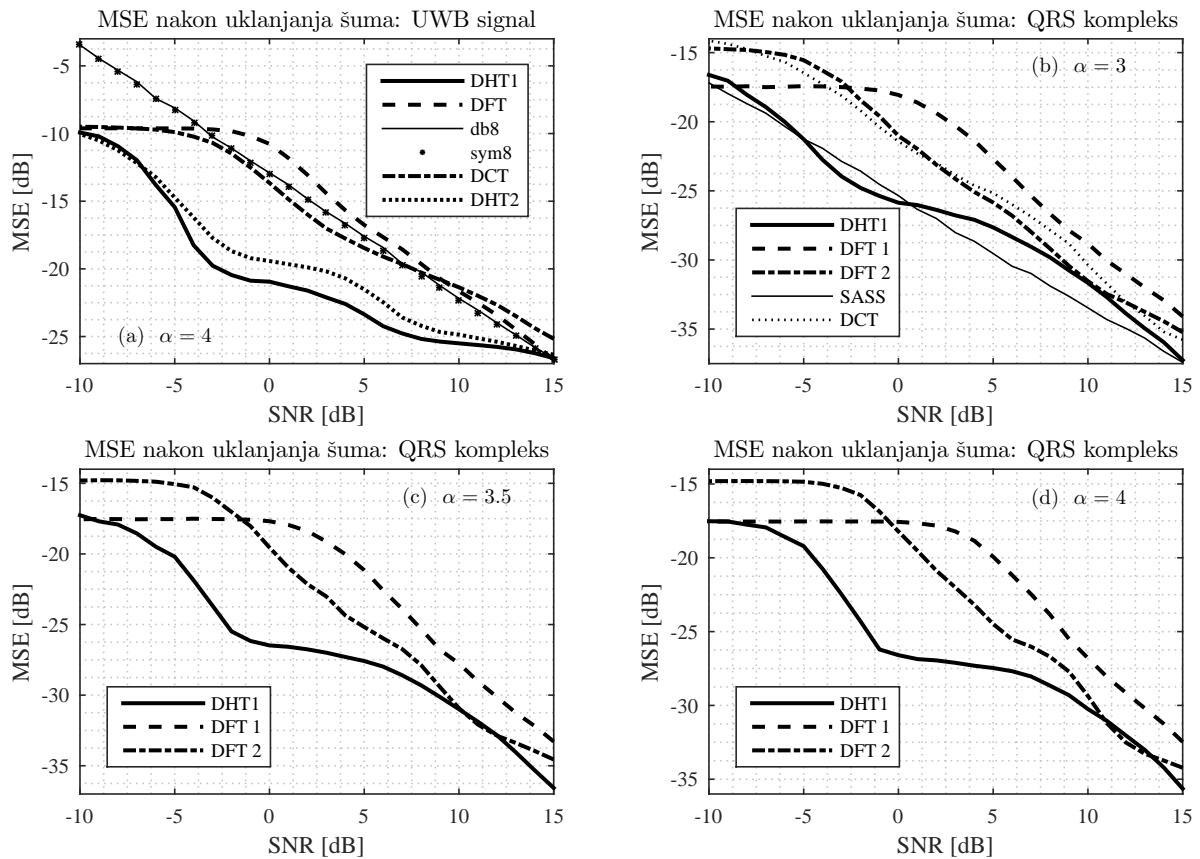 MSE nakon uklanjanja šuma: UWB signal
MSE [dB]
-5
-10
-15
-20
-25
DHT1
DFT
db8
sym8
DCT
DHT2
(a) α = 4
-10 -5 0 5 10 15
SNR [dB]
MSE nakon uklanjanja šuma: QRS kompleks
MSE [dB]
-15
-20
-25
-30
-35
(b) α = 3
DHT1
DFT 1
DFT 2
SASS
DCT
-10 -5 0 5 10 15
SNR [dB]
MSE nakon uklanjanja šuma: QRS kompleks
MSE [dB]
-15
-20
-25
-30
-35
(c) α = 3.5
DHT1
DFT 1
DFT 2
-10 -5 0 5 10 15
SNR [dB]
MSE nakon uklanjanja šuma: QRS kompleks
MSE [dB]
-15
-20
-25
-30
-35
(d) α = 4
DHT1
DFT 1
DFT 2
-10 -5 0 5 10 15
SNR [dB]